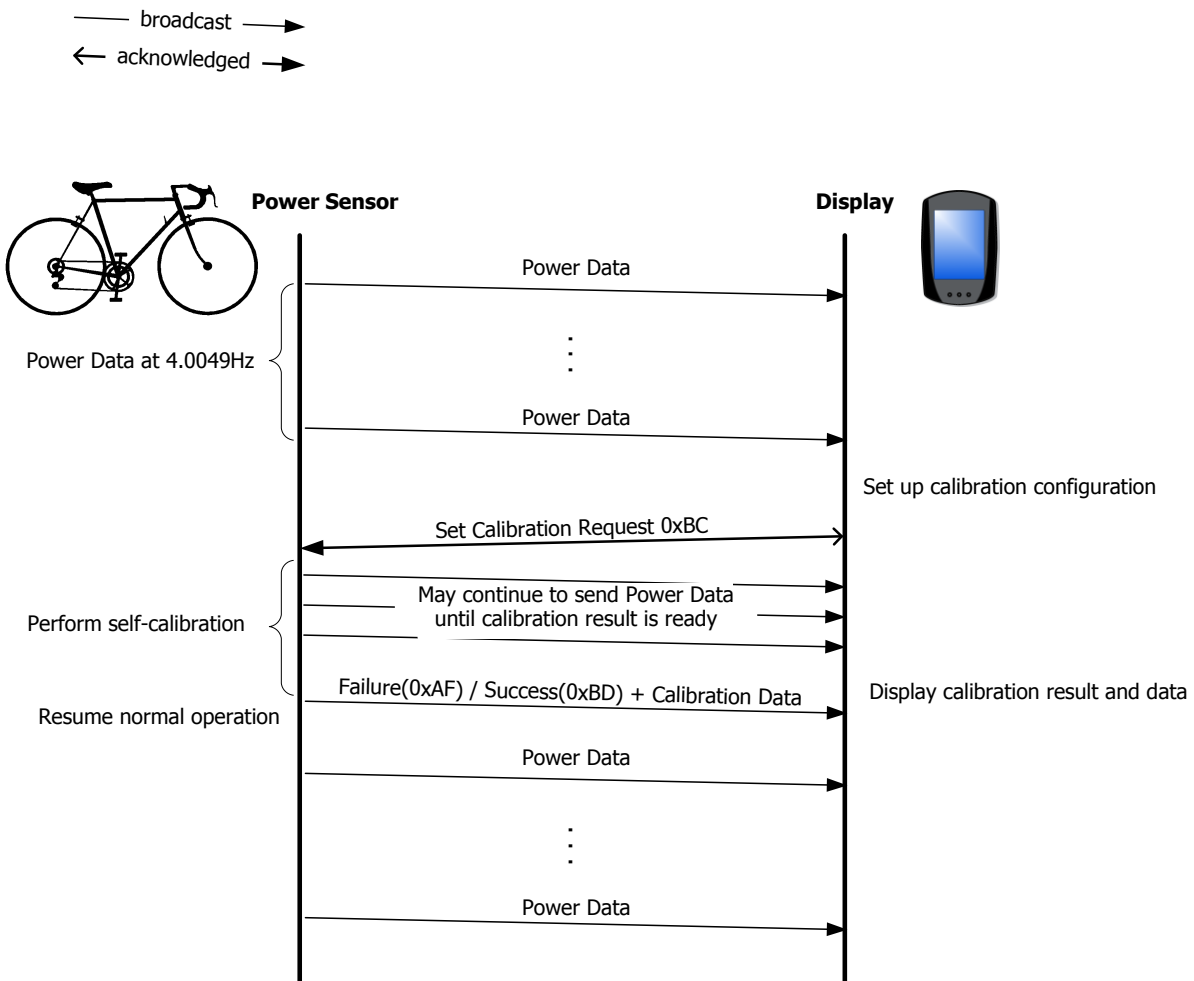 broadcast
acknowledged
Power Sensor
Display
Power Data
Power Data at 4.0049Hz
Power Data
Set up calibration configuration
Set Calibration Request 0xBC
May continue to send Power Data
until calibration result is ready
Perform self-calibration
Failure(0xAF) / Success(0xBD) + Calibration Data
Display calibration result and data
Resume normal operation
Power Data
Power Data